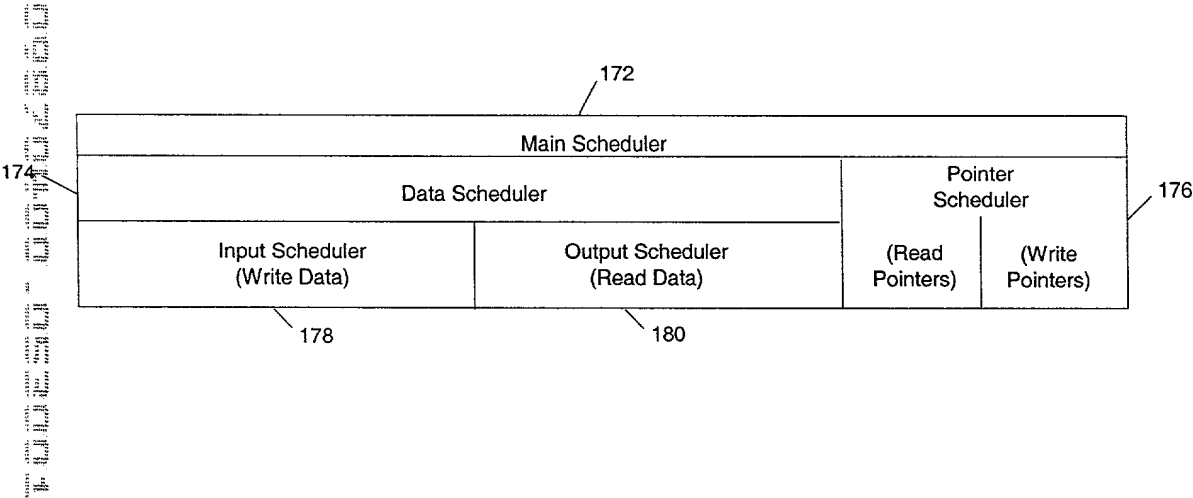 172
Main Scheduler
174
Data Scheduler
Pointer
Scheduler
176
Input Scheduler
(Write Data)
Output Scheduler
(Read Data)
(Read
Pointers)
(Write
Pointers)
178
180